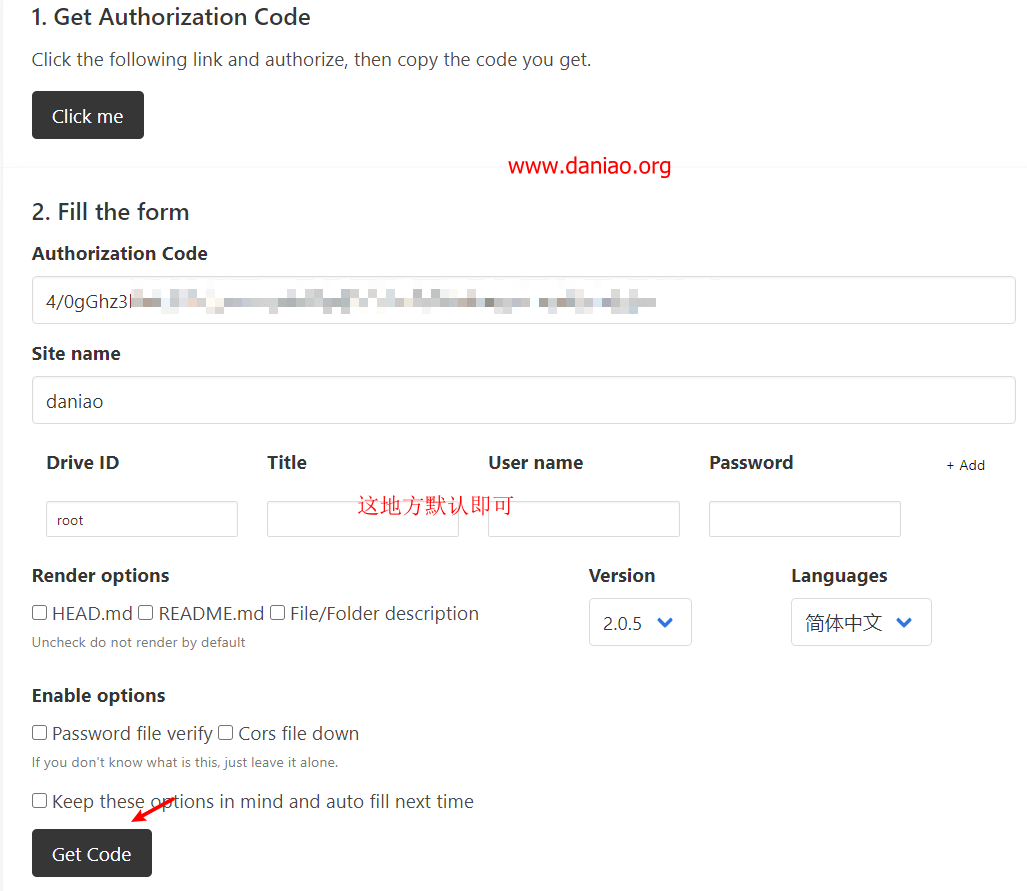 1. Get Authorization Code
Click the following link and authorize, then copy the code you get.
Click me
www.daniao.org
2. Fill the form
Authorization Code
4/0gGhz3
Site name
daniao
Drive ID Title User name Password + Add
这地方默认即可
root
Render options Version Languages
HEAD.md README.md File/Folder description 2.0.5 简体中文
Uncheck do not render by default
Enable options
Password file verify Cors file down
If you don't know what is this, just leave it alone.
Keep these options in mind and auto fill next time
Get Code